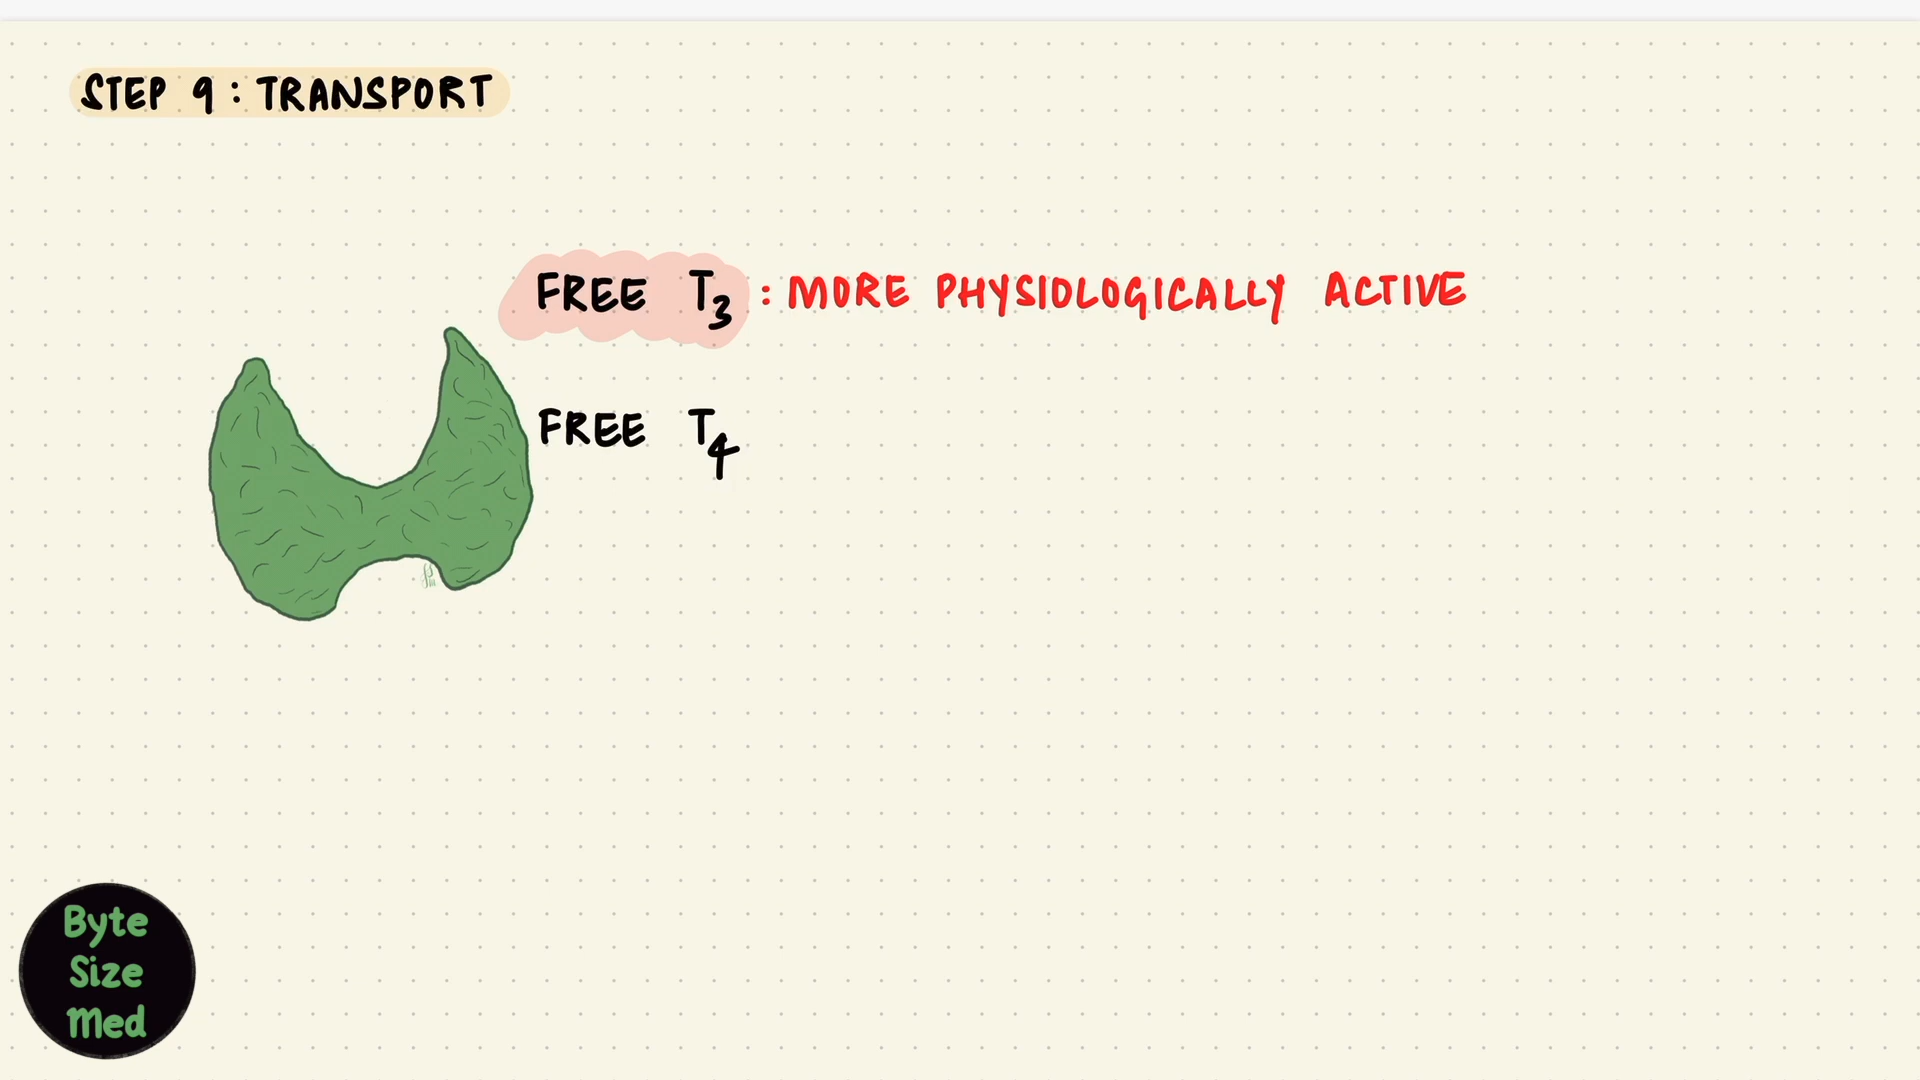 STEP 9 : TRANSPORT
FREE T₃ : MORE PHYSIOLOGICALLY ACTIVE
FREE T₄
Byte
Size
Med